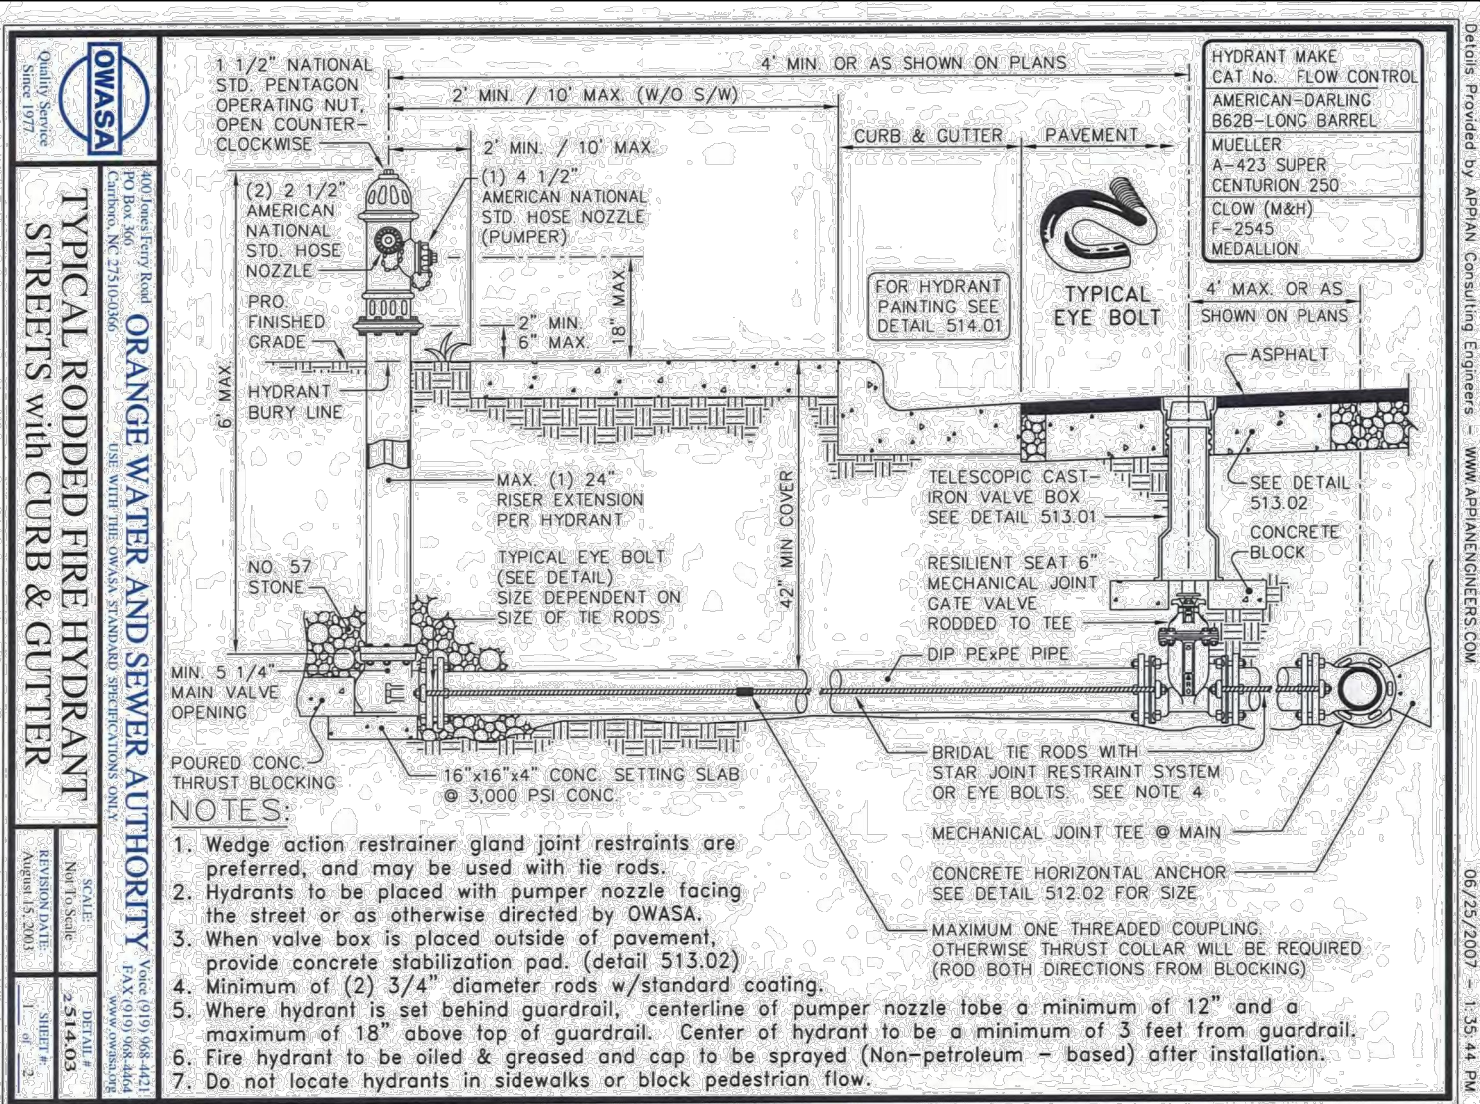 1 1/2" NATIONAL
STD. PENTAGON
OPERATING NUT,
OPEN COUNTER-
CLOCKWISE
4' MIN. OR AS SHOWN ON PLANS
2' MIN. / 10' MAX. (W/O S/W)
2' MIN. / 10' MAX.
CURB & GUTTER
PAVEMENT
HYDRANT MAKE
CAT No. FLOW CONTROL
AMERICAN-DARLING
B62B-LONG BARREL
MUELLER
A-423 SUPER
CENTURION 250
CLOW (M&H)
F-2545
MEDALLION
(2) 2 1/2"
AMERICAN
NATIONAL
STD. HOSE
NOZZLE
(1) 4 1/2"
AMERICAN NATIONAL
STD. HOSE NOZZLE
(PUMPER)
PRO.
FINISHED
GRADE
HYDRANT
BURY LINE
6' MAX
2" MIN.
6" MAX.
18" MAX
FOR HYDRANT
PAINTING SEE
DETAIL 514.01
TYPICAL
EYE BOLT
4' MAX. OR AS
SHOWN ON PLANS
ASPHALT
MAX. (1) 24"
RISER EXTENSION
PER HYDRANT
42" MIN COVER
TELESCOPIC CAST-
IRON VALVE BOX
SEE DETAIL 513.01
SEE DETAIL
513.02
CONCRETE
BLOCK
NO. 57
STONE
TYPICAL EYE BOLT
(SEE DETAIL)
SIZE DEPENDENT ON
SIZE OF TIE RODS
RESILIENT SEAT 6"
MECHANICAL JOINT
GATE VALVE
RODDED TO TEE
DIP PExPE PIPE
MIN. 5 1/4"
MAIN VALVE
OPENING
POURED CONC.
THRUST BLOCKING
16"x16"x4" CONC. SETTING SLAB
@ 3,000 PSI CONC.
BRIDAL TIE RODS WITH
STAR JOINT RESTRAINT SYSTEM
OR EYE BOLTS. SEE NOTE 4
MECHANICAL JOINT TEE @ MAIN
CONCRETE HORIZONTAL ANCHOR
SEE DETAIL 512.02 FOR SIZE
MAXIMUM ONE THREADED COUPLING,
OTHERWISE THRUST COLLAR WILL BE REQUIRED
(ROD BOTH DIRECTIONS FROM BLOCKING)
NOTES:
1. Wedge action restrainer gland joint restraints are
preferred, and may be used with tie rods.
2. Hydrants to be placed with pumper nozzle facing
the street or as otherwise directed by OWASA.
3. When valve box is placed outside of pavement,
provide concrete stabilization pad. (detail 513.02)
4. Minimum of (2) 3/4" diameter rods w/standard coating.
5. Where hydrant is set behind guardrail, centerline of pumper nozzle tobe a minimum of 12" and a
maximum of 18" above top of guardrail. Center of hydrant to be a minimum of 3 feet from guardrail.
6. Fire hydrant to be oiled & greased and cap to be sprayed (Non-petroleum - based) after installation.
7. Do not locate hydrants in sidewalks or block pedestrian flow.
OWASA
Quality Service
Since 1977
400 Jones Ferry Road
PO Box 366
Carrboro, NC 27510-0366
ORANGE WATER AND SEWER AUTHORITY
USE WITH THE OWASA STANDARD SPECIFICATIONS ONLY
Voice (919) 968-4421
FAX (919) 968-4464
www.owasa.org
TYPICAL RODDED FIRE HYDRANT
STREETS with CURB & GUTTER
SCALE:
Not To Scale
REVISION DATE:
August 15, 2003
DETAIL #
514.03
SHEET #:
1 of 2
Details Provided by APPIAN Consulting Engineers - WWW.APPIANENGINEERS.COM
06/25/2007 - 1:35:44 PM